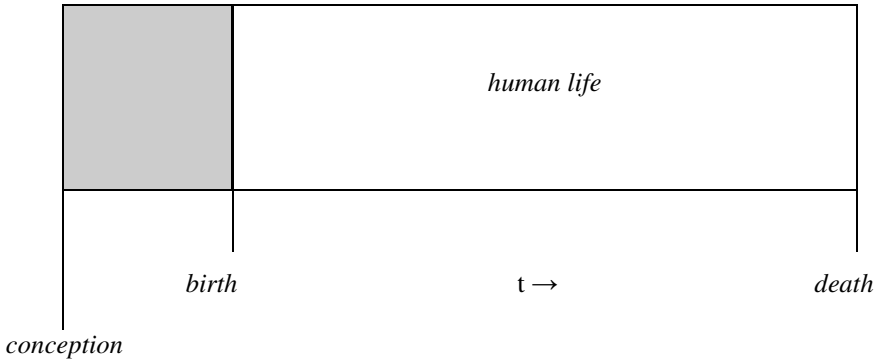 human life
birth
t →
death
conception